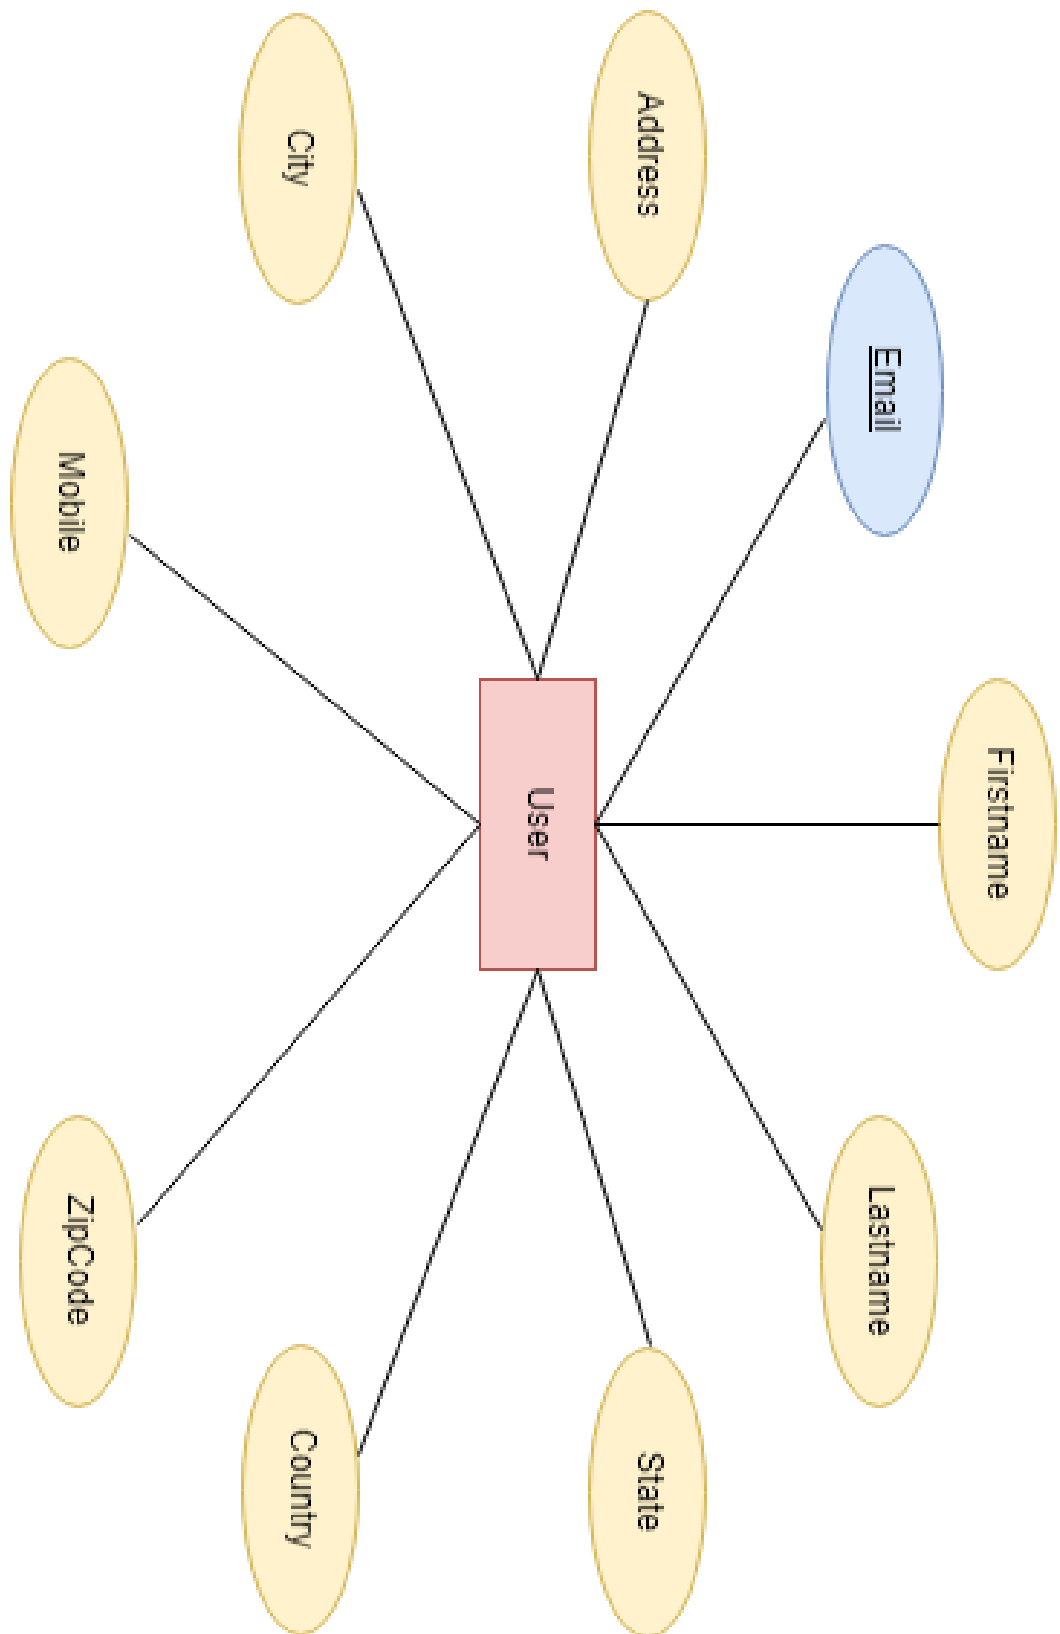 Firstname
Email
Lastname
Address
State
User
City
Country
Mobile
ZipCode